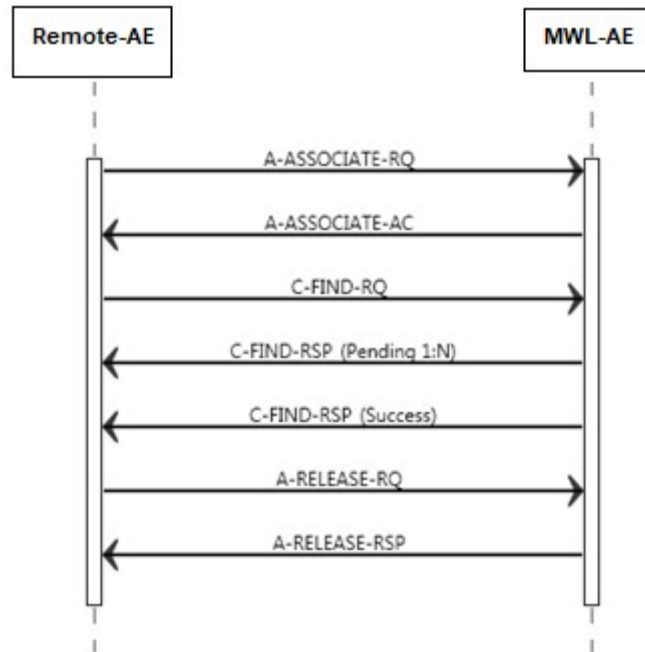 Remote-AE
MWL-AE
A-ASSOCIATE-RQ
A-ASSOCIATE-AC
C-FIND-RQ
C-FIND-RSP (Pending 1:N)
C-FIND-RSP (Success)
A-RELEASE-RQ
A-RELEASE-RSP